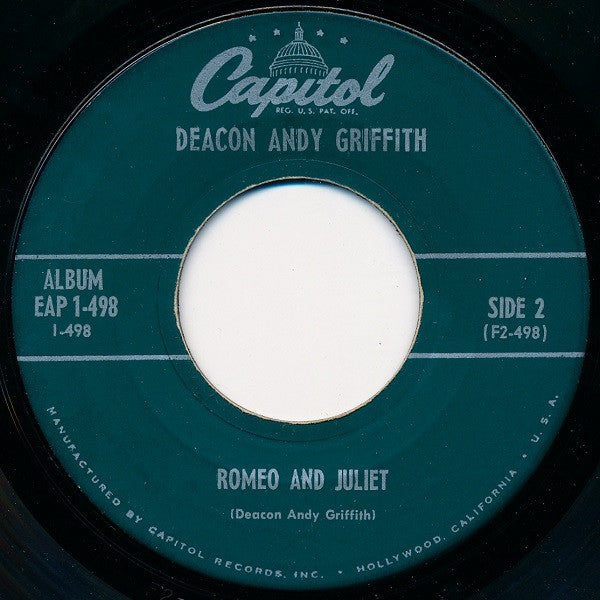 Capitol
REG. U.S. PAT. OFF.
DEACON ANDY GRIFFITH
ALBUM
EAP 1-498
1-498
SIDE 2
(F2-498)
ROMEO AND JULIET
(Deacon Andy Griffith)
MANUFACTURED BY CAPITOL RECORDS, INC. • HOLLYWOOD, CALIFORNIA • U.S.A.